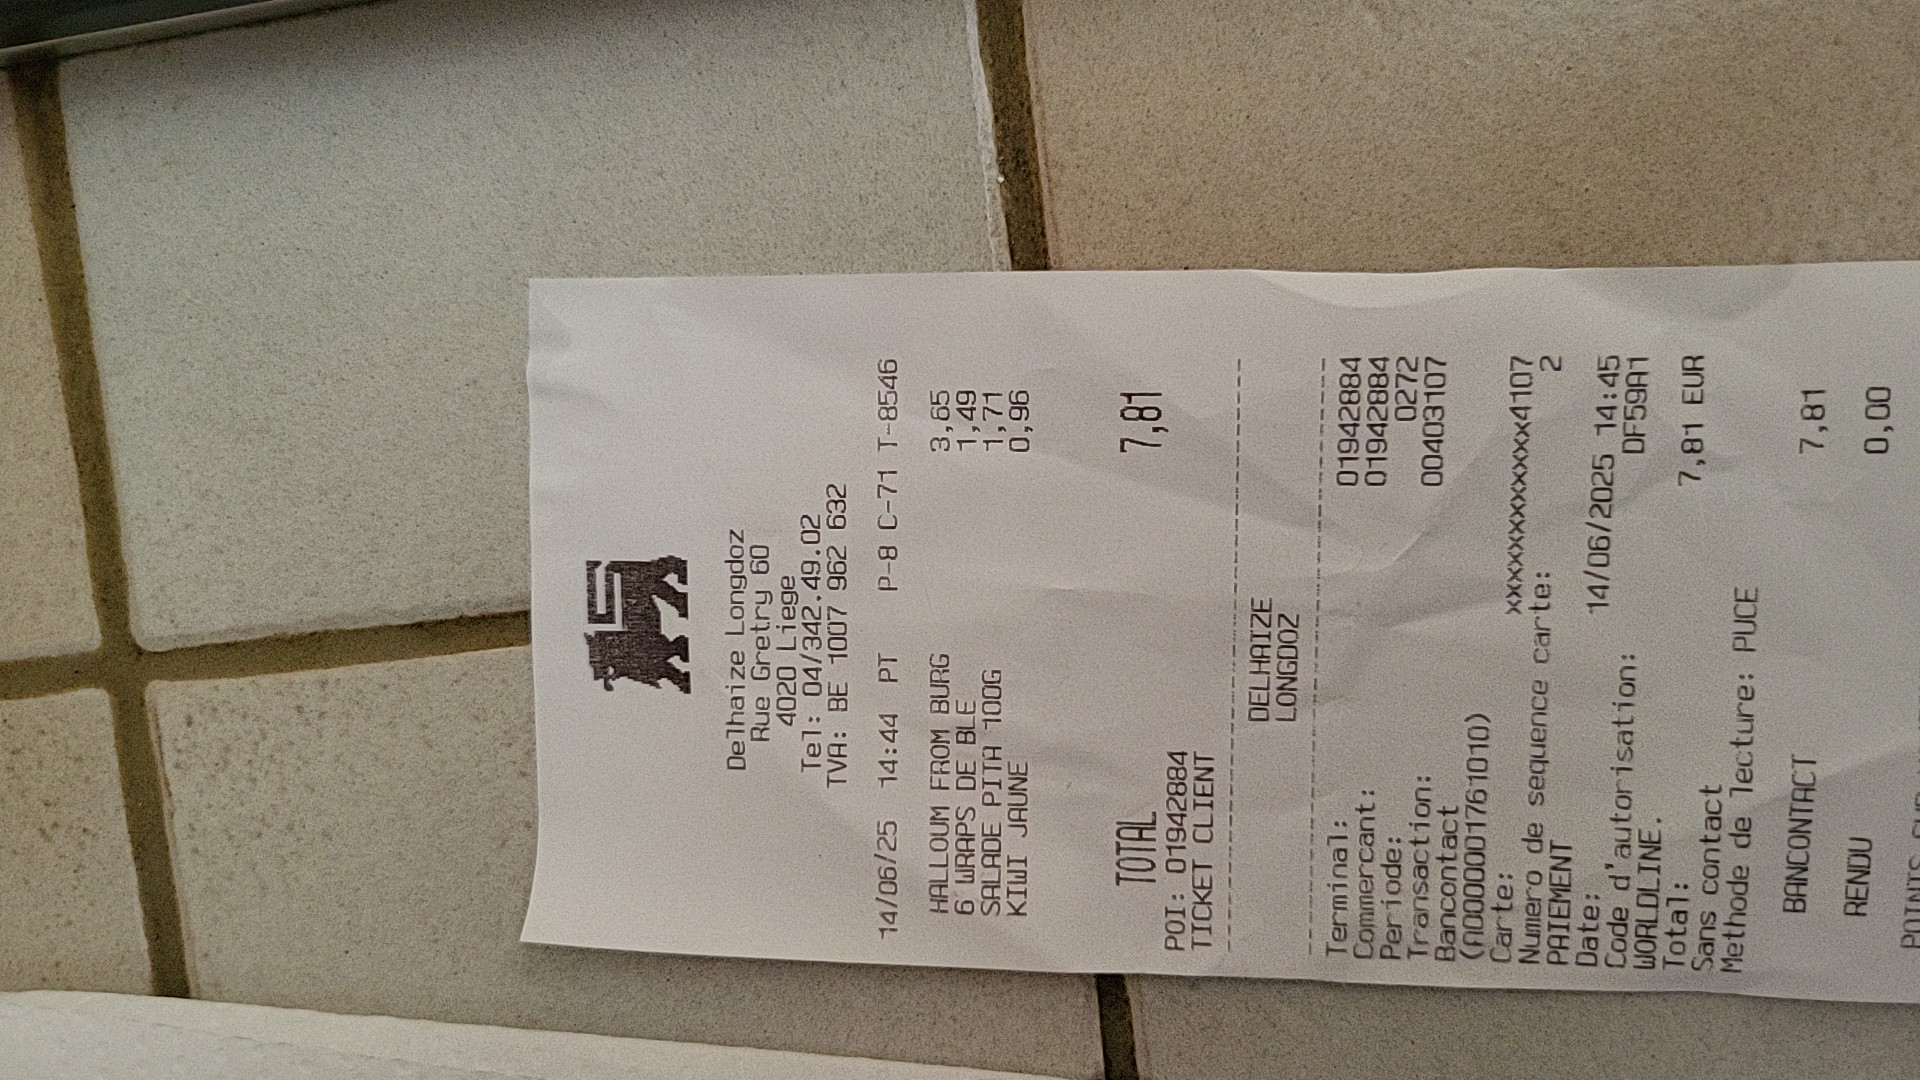 Delhaize Longdoz
Rue Gretry 60
4020 Liege
Tel: 04/342.49.02
TVA: BE 1007 962 632
14/06/25 14:44 PT P-8 C-71 T-8546
HALLOUM FROM BURG 3,65
6 WRAPS DE BLE 1,49
SALADE PITA 100G 1,71
KIWI JAUNE 0,96
TOTAL 7,81
POI: 01942884
TICKET CLIENT
DELHAIZE
LONGDOZ
Terminal: 01942884
Commercant: 01942884
Periode: 0272
Transaction: 00403107
Bancontact
(A0000001761010)
Carte: xxxxxxxxxxxxxxx4107
Numero de sequence carte: 2
PAIEMENT
Date: 14/06/2025 14:45
Code d'autorisation: DF59A1
WORLDLINE.
Total: 7,81 EUR
Sans contact
Methode de lecture: PUCE
BANCONTACT 7,81
RENDU 0,00
POINTS